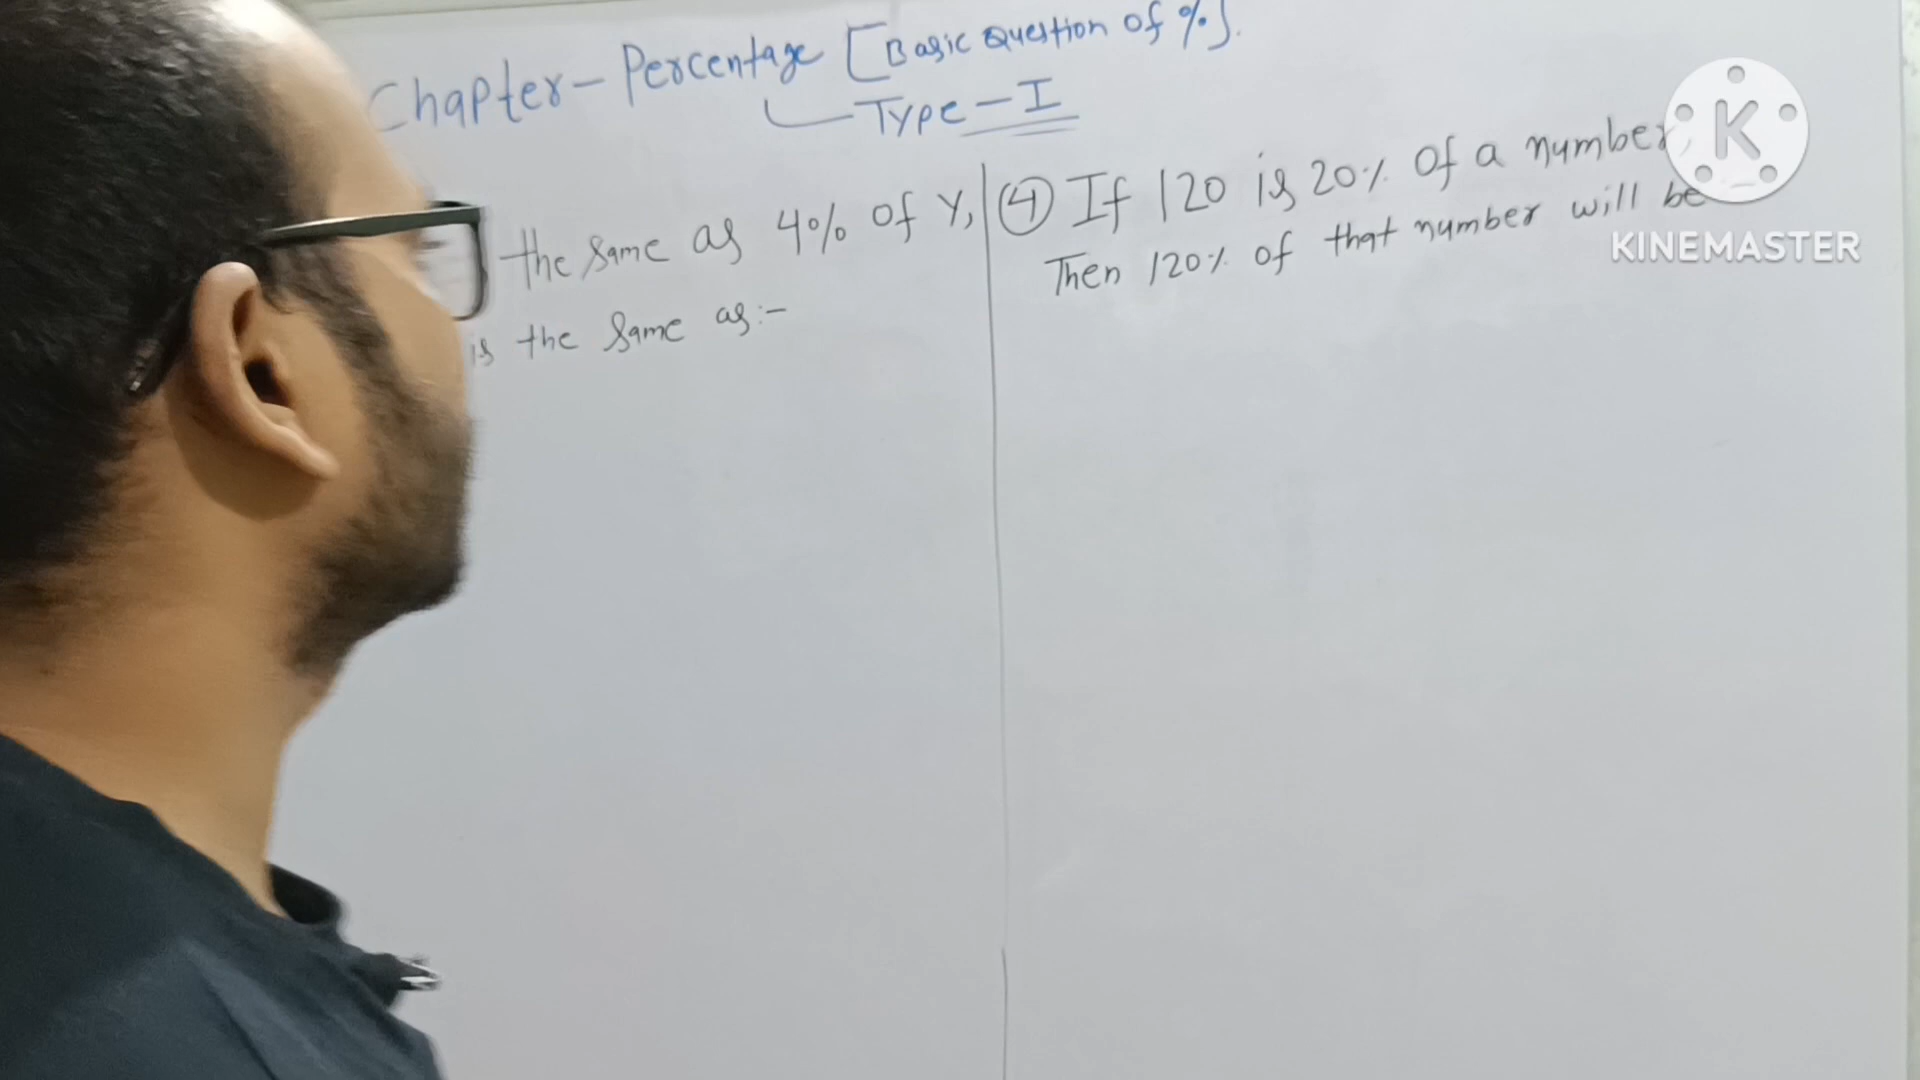 Chapter - Percentage [Basic Question of %].
Type - I
the same as 4% of Y,
is the same as:-
④ If 120 is 20% of a number,
Then 120% of that number will be
K
KINEMASTER